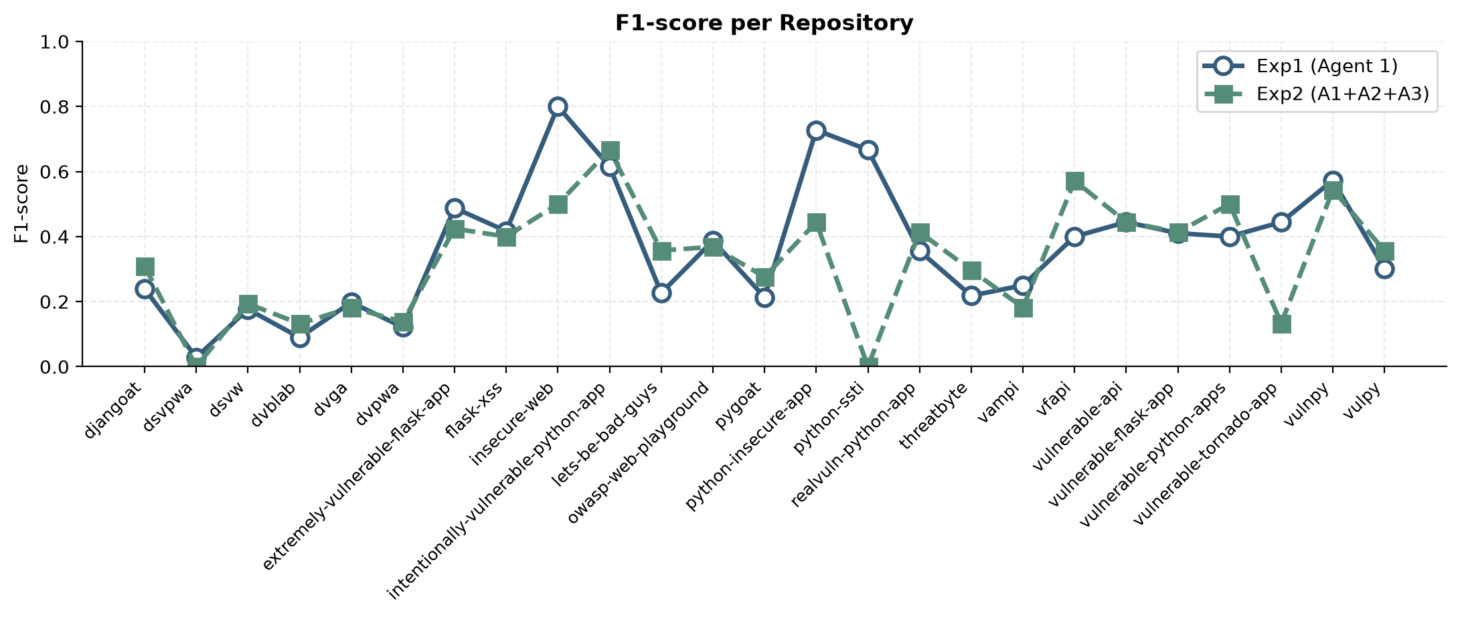 F1-score per Repository
1.0
0.8
0.6
0.4
0.2
0.0
F1-score
Exp1 (Agent 1)
Exp2 (A1+A2+A3)
djangoat
dsvpwa
dsvw
dvblab
dvga
dvpwa
extremely-vulnerable-flask-app
flask-xss
insecure-web
intentionally-vulnerable-python-app
lets-be-bad-guys
owasp-web-playground
pygoat
python-insecure-app
python-ssti
realvuln-python-app
threatbyte
vampi
vfapi
vulnerable-api
vulnerable-flask-app
vulnerable-python-apps
vulnerable-tornado-app
vulnpy
vulpy